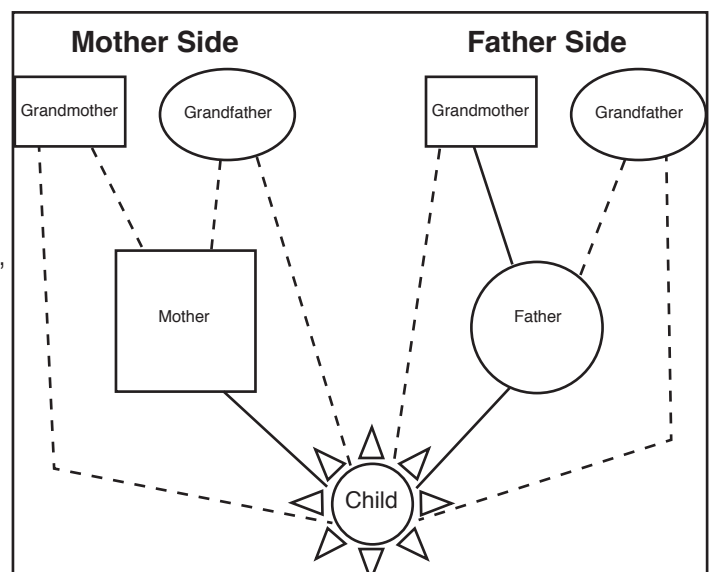 Mother Side
Father Side
Grandmother
Grandfather
Grandmother
Grandfather
,
Mother
Father
Child